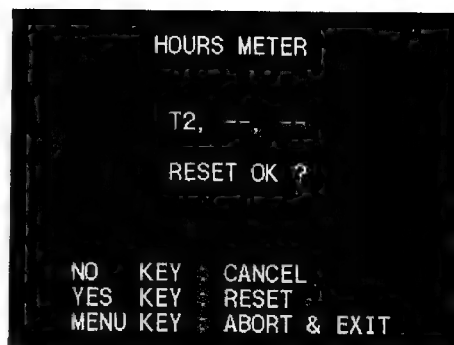 HOURS METER
T2, --, --
RESET OK ?
NO KEY : CANCEL
YES KEY : RESET
MENU KEY : ABORT & EXIT